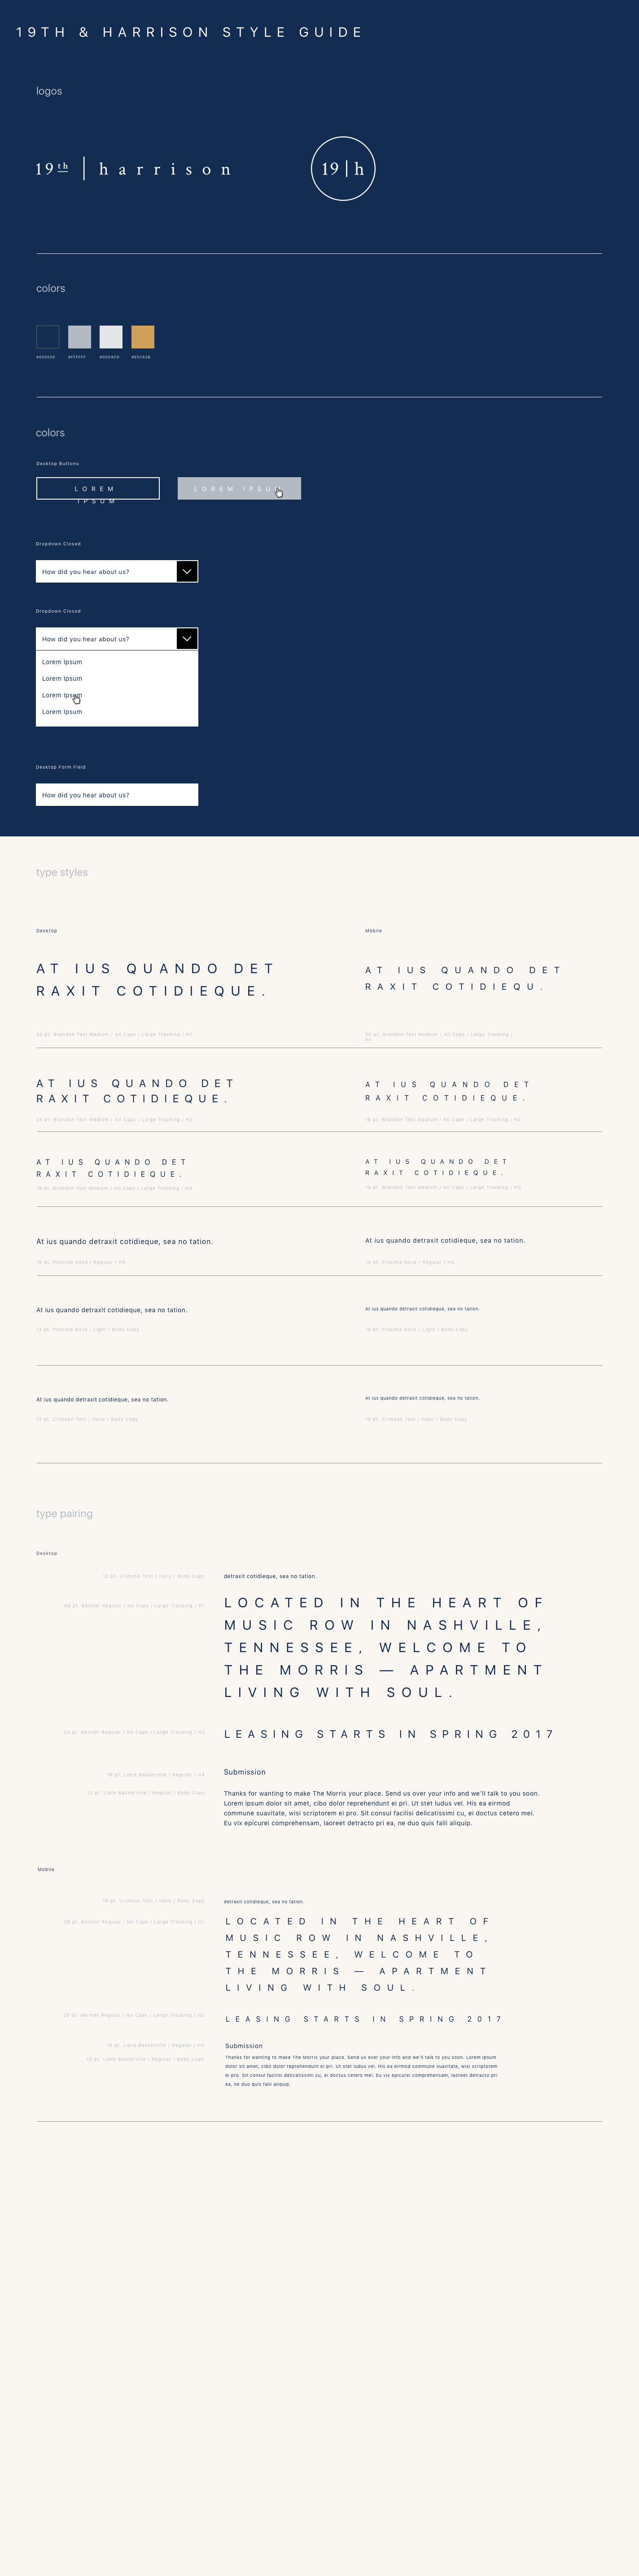 19TH & HARRISON STYLE GUIDE
logos
19th | harrison
19|h
colors
#000000 #FFFFFF
colors
Desktop Buttons
LOREM
IPSUM
LOREM IPSUM
Dropdown Closed
How did you hear about us?
Dropdown Closed
How did you hear about us?
Lorem Ipsum
Lorem Ipsum
Lorem Ipsum
Lorem Ipsum
Desktop Form Field
How did you hear about us?
type styles
Desktop
Mobile
AT IUS QUANDO DET
RAXIT COTIDIEQUE.
AT IUS QUANDO DET
RAXIT COTIDIEQU.
30 pt. Brandon Text Medium / All Caps / Large Tracking / H1
20 pt. Brandon Text Medium / All Caps / Large Tracking /
H1
AT IUS QUANDO DET
RAXIT COTIDIEQUE.
AT IUS QUANDO DET
RAXIT COTIDIEQUE.
24 pt. Brandon Text Medium / All Caps / Large Tracking / H2
16 pt. Brandon Text Medium / All Caps / Large Tracking / H2
AT IUS QUANDO DET
RAXIT COTIDIEQUE.
AT IUS QUANDO DET
RAXIT COTIDIEQUE.
16 pt. Brandon Text Medium / All Caps / Large Tracking / H3
14 pt. Brandon Text Medium / All Caps / Large Tracking / H3
At ius quando detraxit cotidieque, sea no tation.
At ius quando detraxit cotidieque, sea no tation.
16 pt. Proxima Nova / Regular / H4
14 pt. Proxima Nova / Regular / H4
At ius quando detraxit cotidieque, sea no tation.
At ius quando detraxit cotidieque, sea no tation.
12 pt. Proxima Nova / Light / Body Copy
10 pt. Proxima Nova / Light / Body Copy
At ius quando detraxit cotidieque, sea no tation.
At ius quando detraxit cotidieque, sea no tation.
12 pt. Crimson Text / Italic / Body Copy
10 pt. Crimson Text / Italic / Body Copy
type pairing
Desktop
12 pt. Crimson Text / Italic / Body Copy
detraxit cotidieque, sea no tation.
48 pt. Bernier Regular / No Caps / Large Tracking / H1
LOCATED IN THE HEART OF
MUSIC ROW IN NASHVILLE,
TENNESSEE, WELCOME TO
THE MORRIS — APARTMENT
LIVING WITH SOUL.
24 pt. Bernier Regular / No Caps / Large Tracking / H2
LEASING STARTS IN SPRING 2017
16 pt. Libre Baskerville / Regular / H4
Submission
12 pt. Libre Baskerville / Regular / Body Copy
Thanks for wanting to make The Morris your place. Send us over your info and we'll talk to you soon.
Lorem ipsum dolor sit amet, cibo dolor reprehendunt ei pri. Ut stet ludus vel. His ea eirmod
commune suavitate, wisi scriptorem ei pro. Sit consul facilisi delicatissimi cu, ei doctus cetero mei.
Eu vix epicurei comprehensam, laoreet detracto pri ea, ne duo quis falli aliquip.
Mobile
10 pt. Crimson Text / Italic / Body Copy
detraxit cotidieque, sea no tation.
28 pt. Bernier Regular / No Caps / Large Tracking / H1
LOCATED IN THE HEART OF
MUSIC ROW IN NASHVILLE,
TENNESSEE, WELCOME TO
THE MORRIS — APARTMENT
LIVING WITH SOUL.
20 pt. Bernier Regular / No Caps / Large Tracking / H2
LEASING STARTS IN SPRING 2017
14 pt. Libre Baskerville / Regular / H4
Submission
10 pt. Libre Baskerville / Regular / Body Copy
Thanks for wanting to make The Morris your place. Send us over your info and we'll talk to you soon. Lorem ipsum
dolor sit amet, cibo dolor reprehendunt ei pri. Ut stet ludus vel. His ea eirmod commune suavitate, wisi scriptorem
ei pro. Sit consul facilisi delicatissimi cu, ei doctus cetero mei. Eu vix epicurei comprehensam, laoreet detracto pri
ea, ne duo quis falli aliquip.